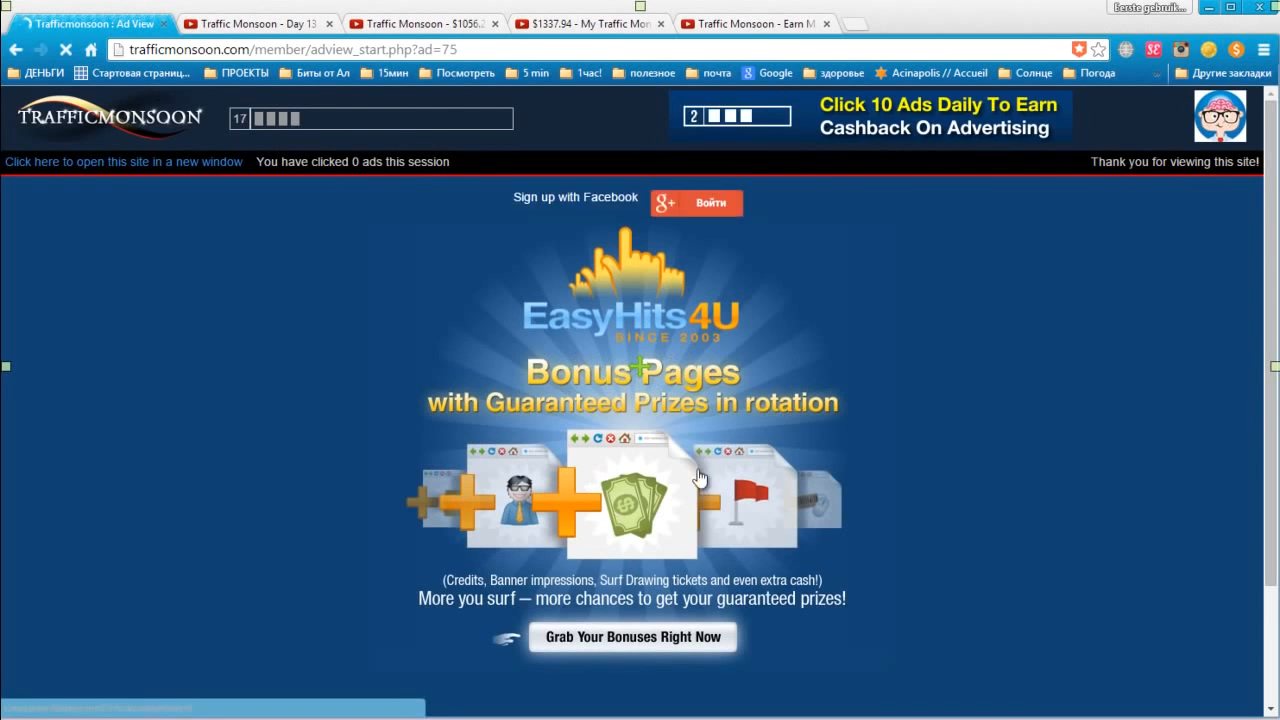 Eerste gebruik...
Trafficmonsoon : Ad View
Traffic Monsoon - Day 13
Traffic Monsoon - $1056.2
$1337.94 - My Traffic Mon
Traffic Monsoon - Earn M
trafficmonsoon.com/member/adview_start.php?ad=75
ДЕНЬГИ
Стартовая страниц...
ПРОЕКТЫ
Биты от Ал
15мин
Посмотреть
5 min
1час!
полезное
почта
Google
здоровье
Acinapolis // Accueil
Солнце
Погода
»
Другие закладки
TRAFFICMONSOON
17
2
Click 10 Ads Daily To Earn
Cashback On Advertising
Click here to open this site in a new window
You have clicked 0 ads this session
Thank you for viewing this site!
Sign up with Facebook
g+ Войти
EasyHits4U
SINCE 2003
Bonus Pages
with Guaranteed Prizes in rotation
(Credits, Banner impressions, Surf Drawing tickets and even extra cash!)
More you surf — more chances to get your guaranteed prizes!
Grab Your Bonuses Right Now